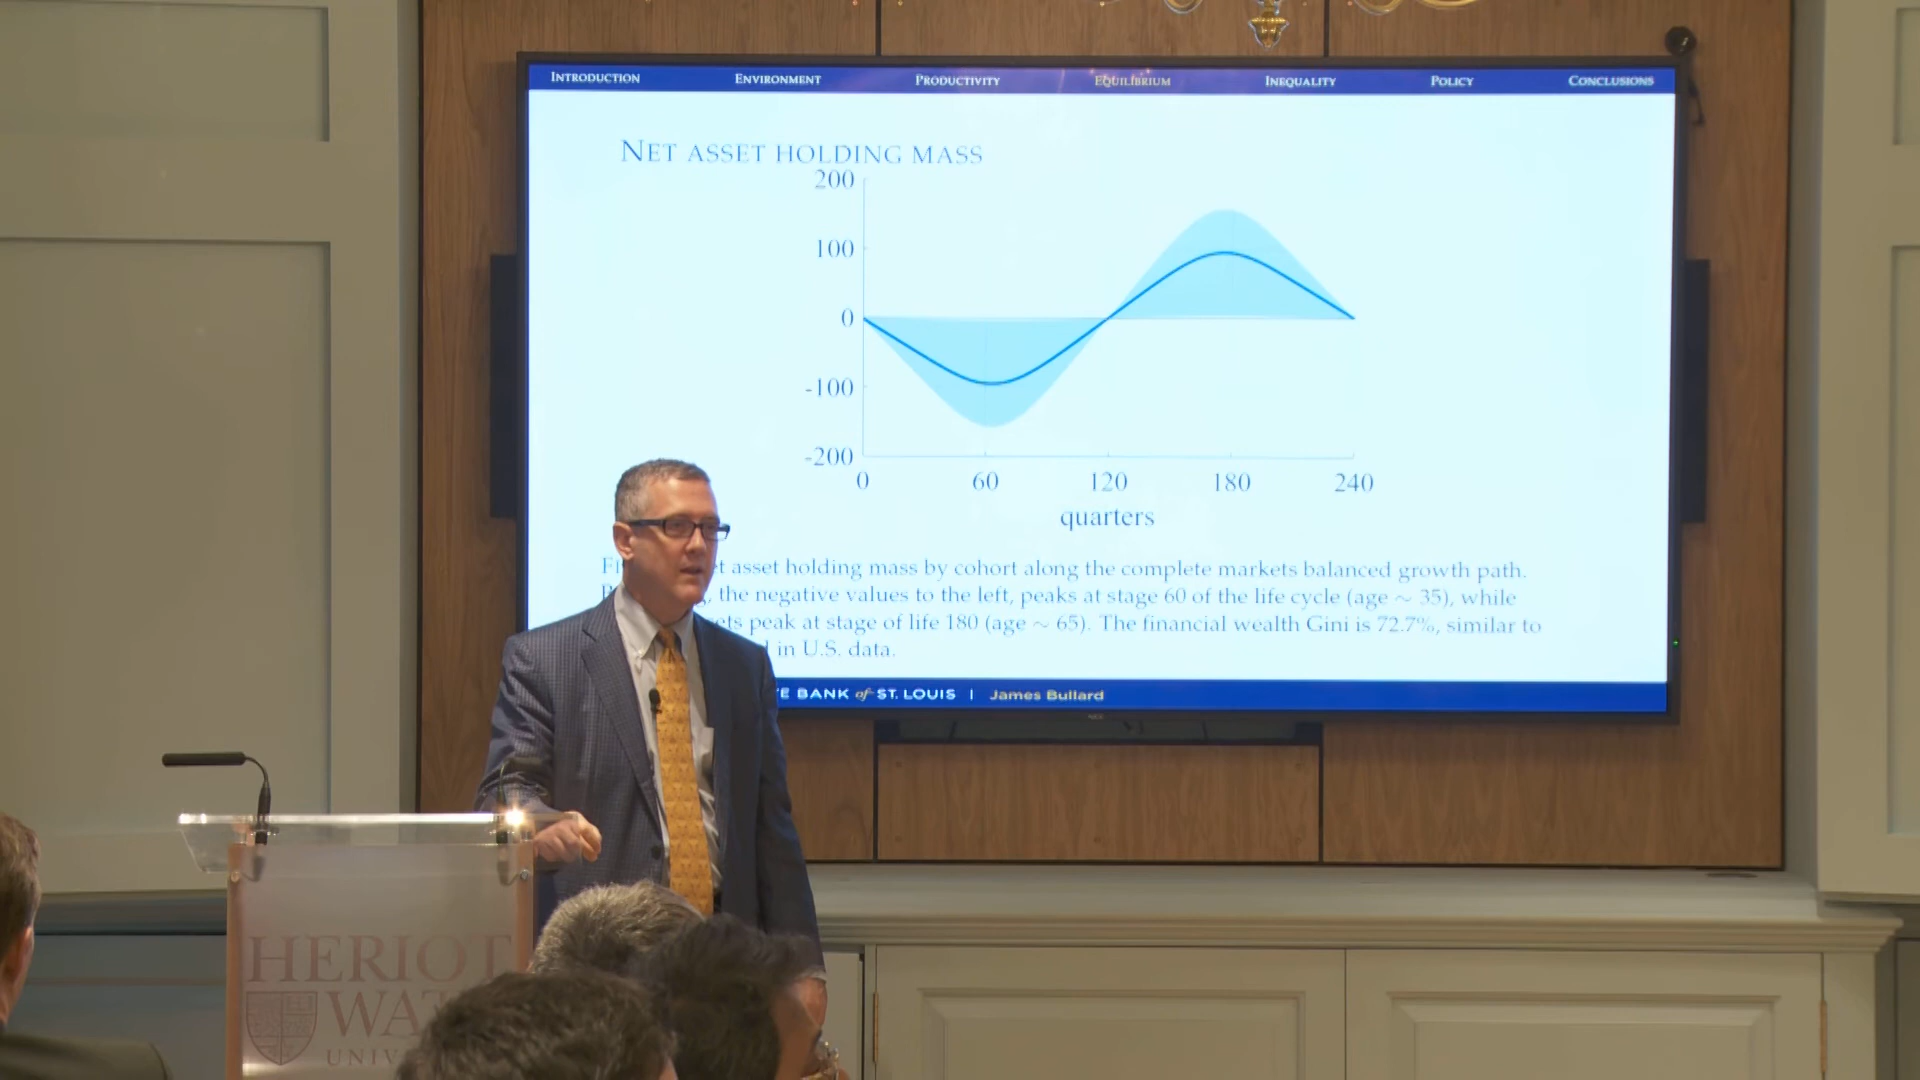 INTRODUCTION ENVIRONMENT PRODUCTIVITY EQUILIBRIUM INEQUALITY POLICY CONCLUSIONS
NET ASSET HOLDING MASS
200
100
0
-100
-200
0 60 120 180 240
quarters
asset holding mass by cohort along the complete markets balanced growth path.
the negative values to the left, peaks at stage 60 of the life cycle (age ~ 35), while
peak at stage of life 180 (age ~ 65). The financial wealth Gini is 72.7%, similar to
in U.S. data.
BANK of ST. LOUIS | James Bullard
HERIOT
WA
UNIV